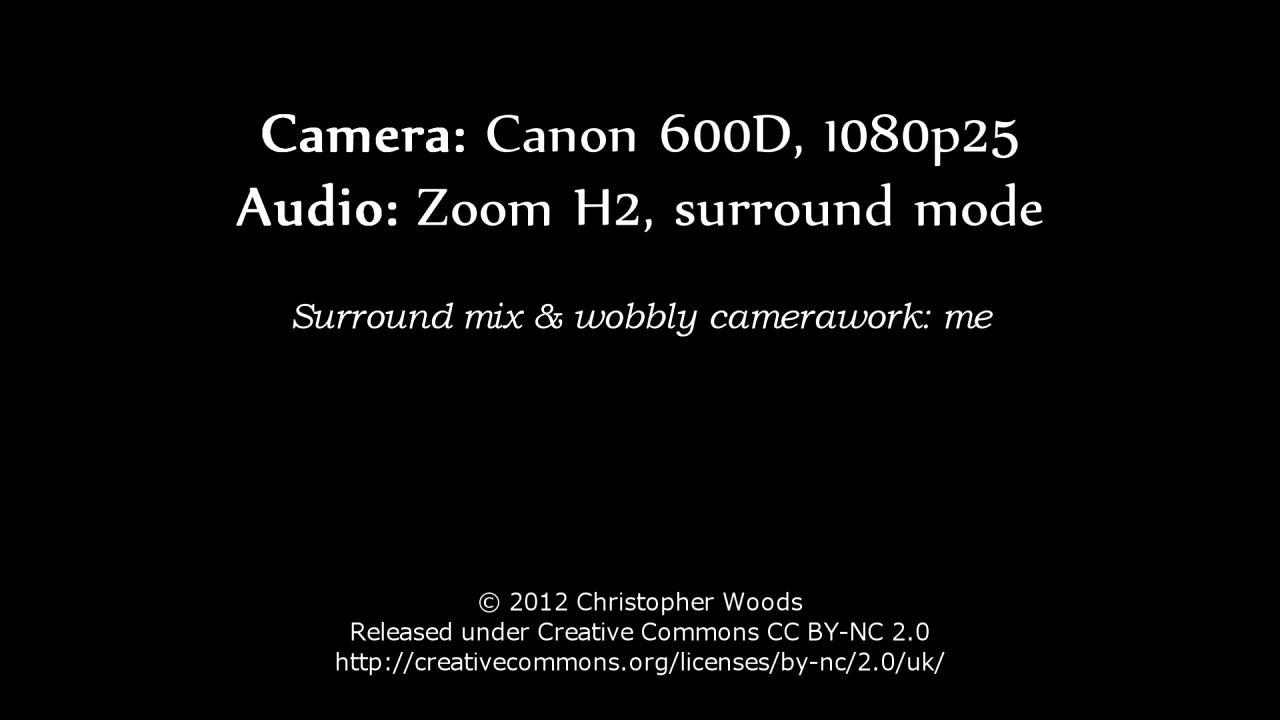 Camera: Canon 600D, 1080p25
Audio: Zoom H2, surround mode
Surround mix & wobbly camerawork: me
© 2012 Christopher Woods
Released under Creative Commons CC BY-NC 2.0
http://creativecommons.org/licenses/by-nc/2.0/uk/